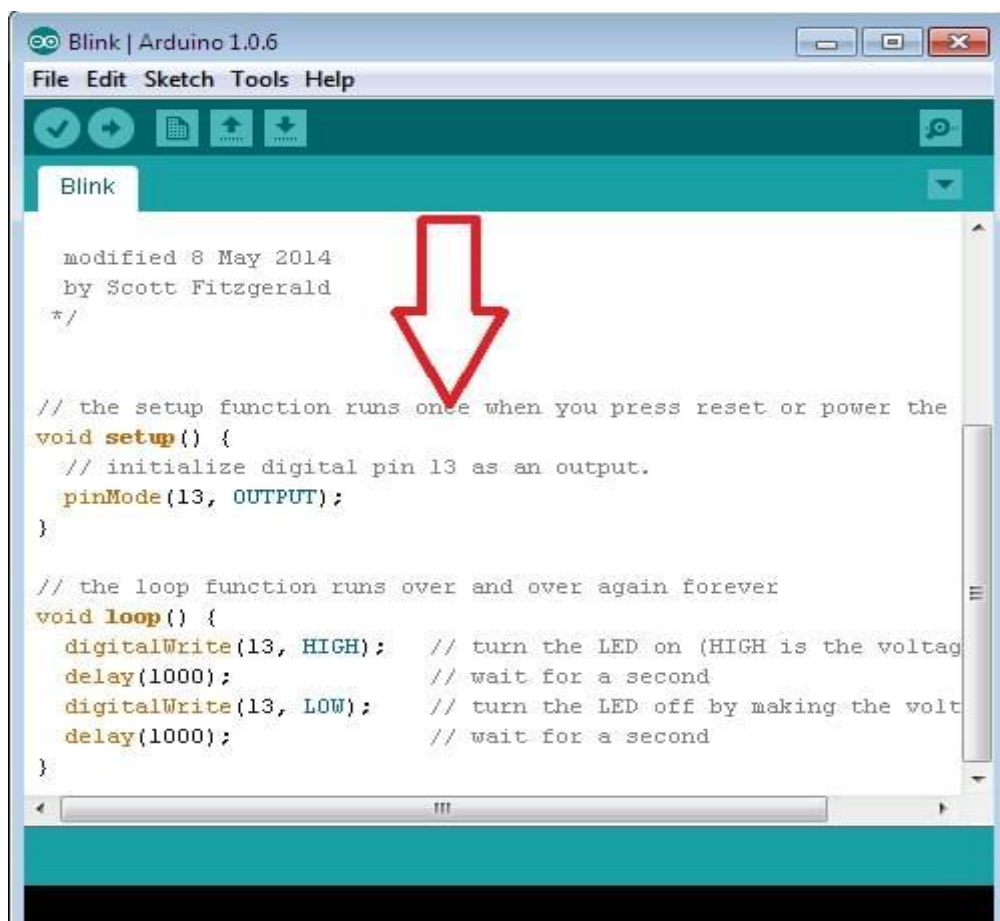 Blink | Arduino 1.0.6
File Edit Sketch Tools Help
Blink
modified 8 May 2014
by Scott Fitzgerald
*/
// the setup function runs once when you press reset or power the
void setup() {
// initialize digital pin 13 as an output.
pinMode(13, OUTPUT);
}
// the loop function runs over and over again forever
void loop() {
digitalWrite(13, HIGH); // turn the LED on (HIGH is the voltag
delay(1000); // wait for a second
digitalWrite(13, LOW); // turn the LED off by making the volt
delay(1000); // wait for a second
}